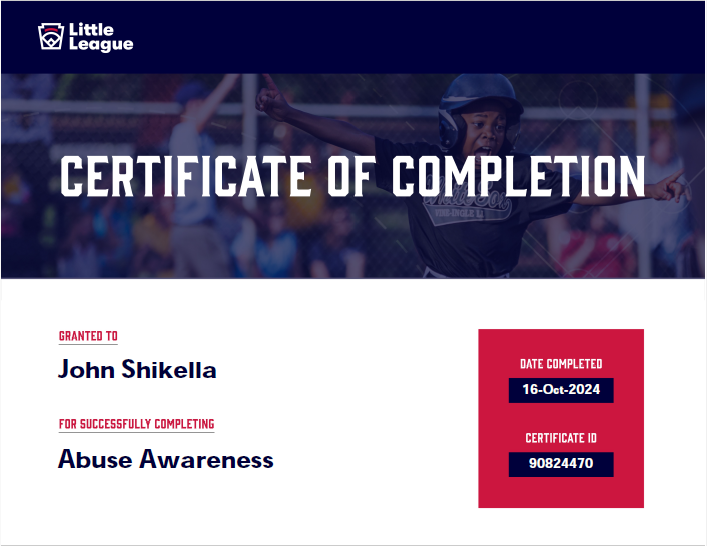 Little
League
CERTIFICATE OF COMPLETION
GRANTED TO
John Shikella
FOR SUCCESSFULLY COMPLETING
Abuse Awareness
DATE COMPLETED
16-Oct-2024
CERTIFICATE ID
90824470